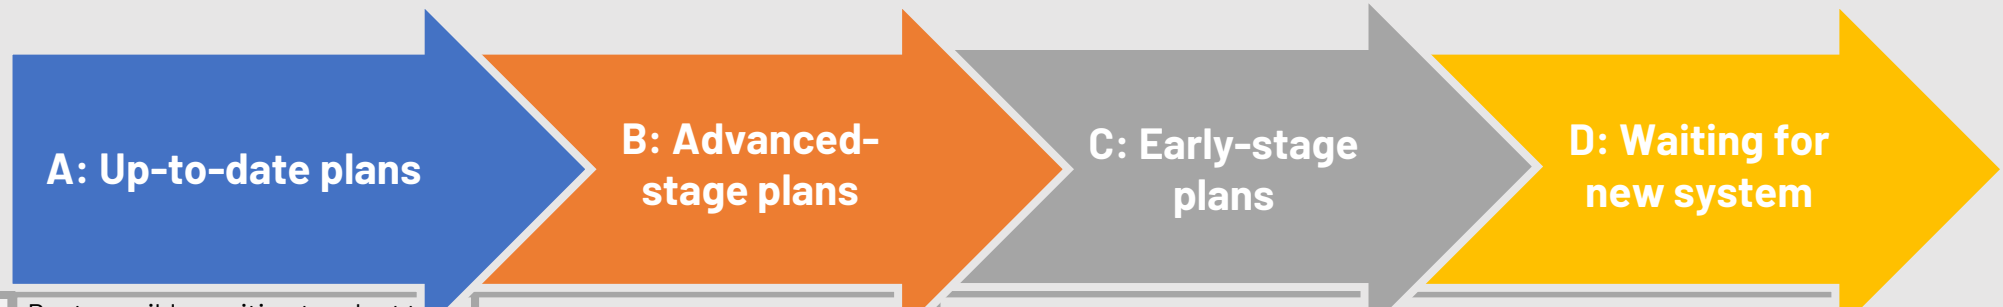 A: Up-to-date plans
B: Advanced-
stage plans
C: Early-stage
plans
D: Waiting for
new system